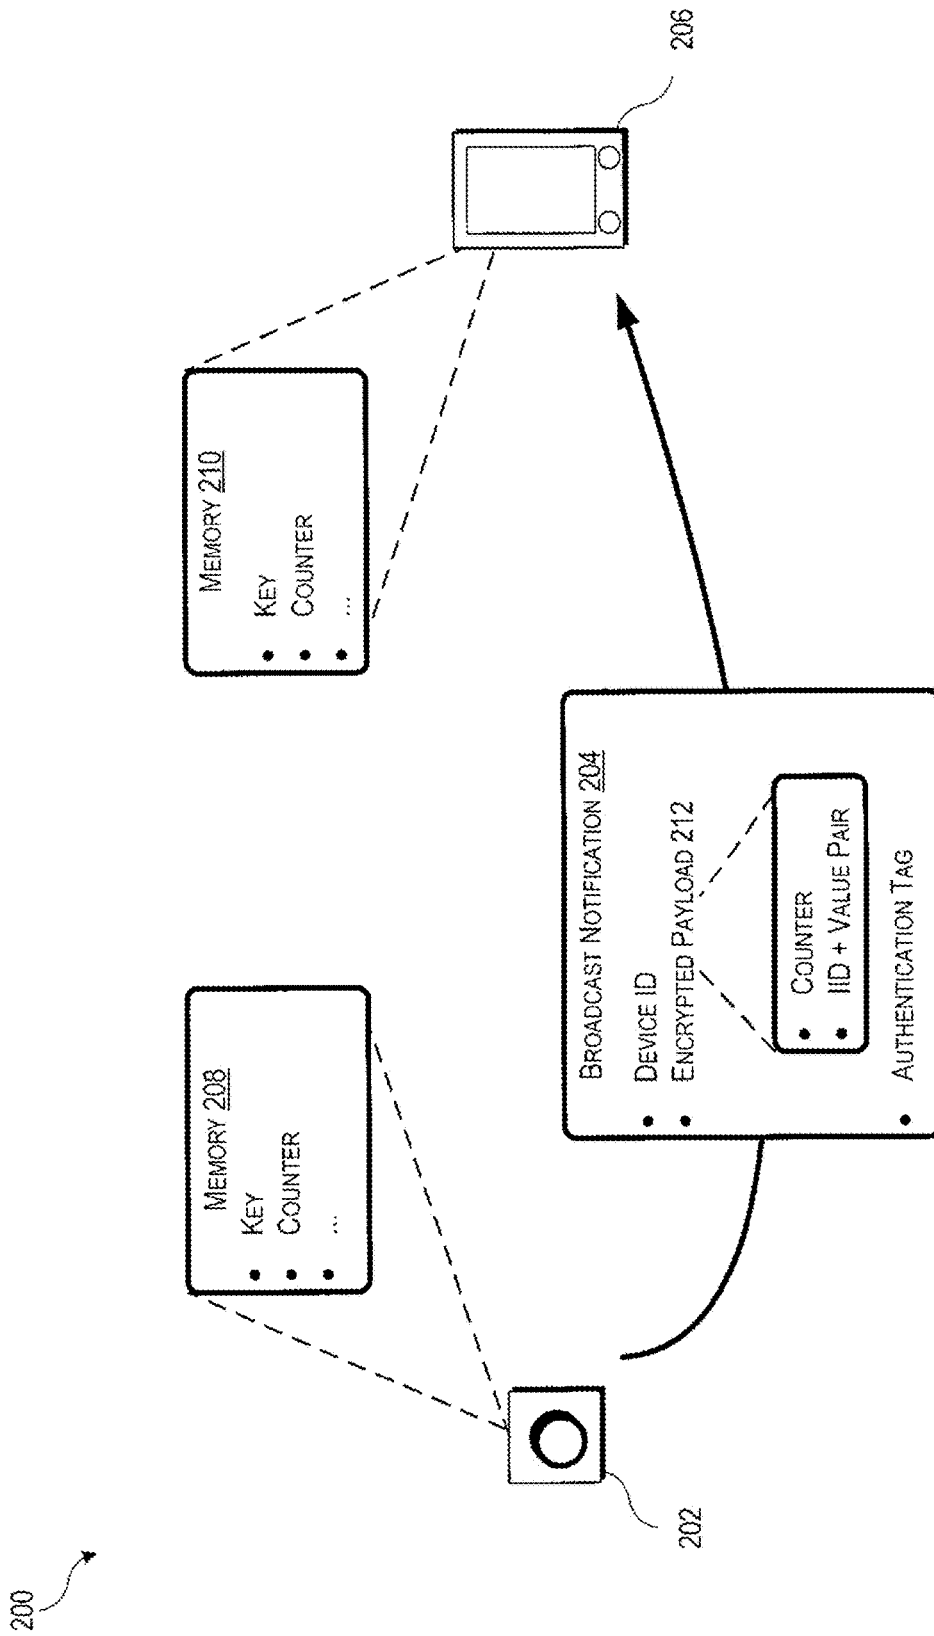 200
MEMORY 208
• KEY
• COUNTER
• ...
MEMORY 210
• KEY
• COUNTER
• ...
202
206
BROADCAST NOTIFICATION 204
• DEVICE ID
• ENCRYPTED PAYLOAD 212
• COUNTER
• IID + VALUE PAIR
• AUTHENTICATION TAG